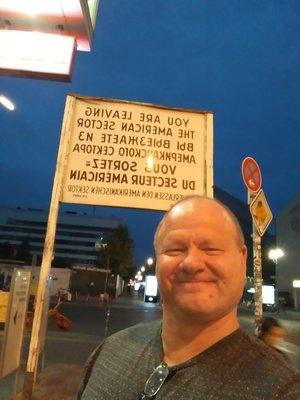 YOU ARE LEAVING
THE AMERICAN SECTOR
ВЫ ВЫЕЗЖАЕТЕ ИЗ
АМЕРИКАНСКОГО СЕКТОРА
VOUS SORTEZ
DU SECTEUR AMÉRICAIN
VERLASSEN DEN AMERIKANISCHEN SEKTOR